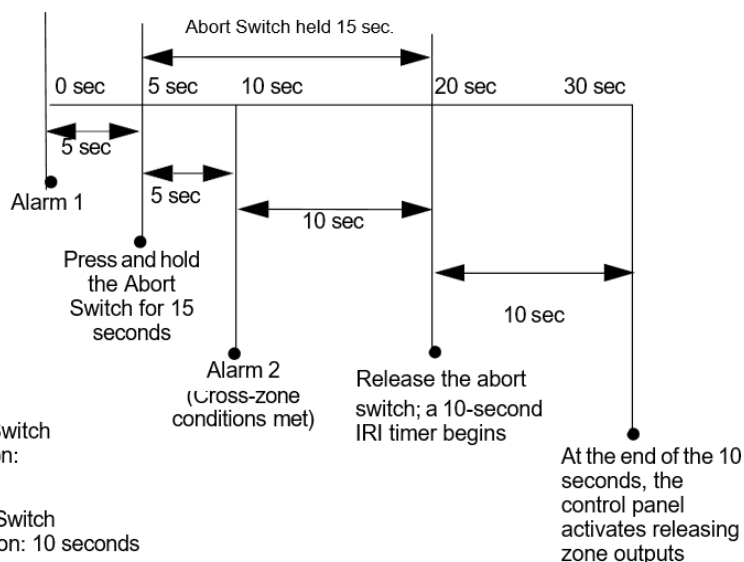 Abort Switch held 15 sec.
0 sec 5 sec 10 sec 20 sec 30 sec
5 sec
Alarm 1
5 sec
10 sec
10 sec
Press and hold
the Abort
Switch for 15
seconds
Alarm 2
(Cross-zone
conditions met)
Release the abort
switch; a 10-second
IRI timer begins
At the end of the 10
seconds, the
control panel
activates releasing
zone outputs
Switch
on:
Switch
on: 10 seconds